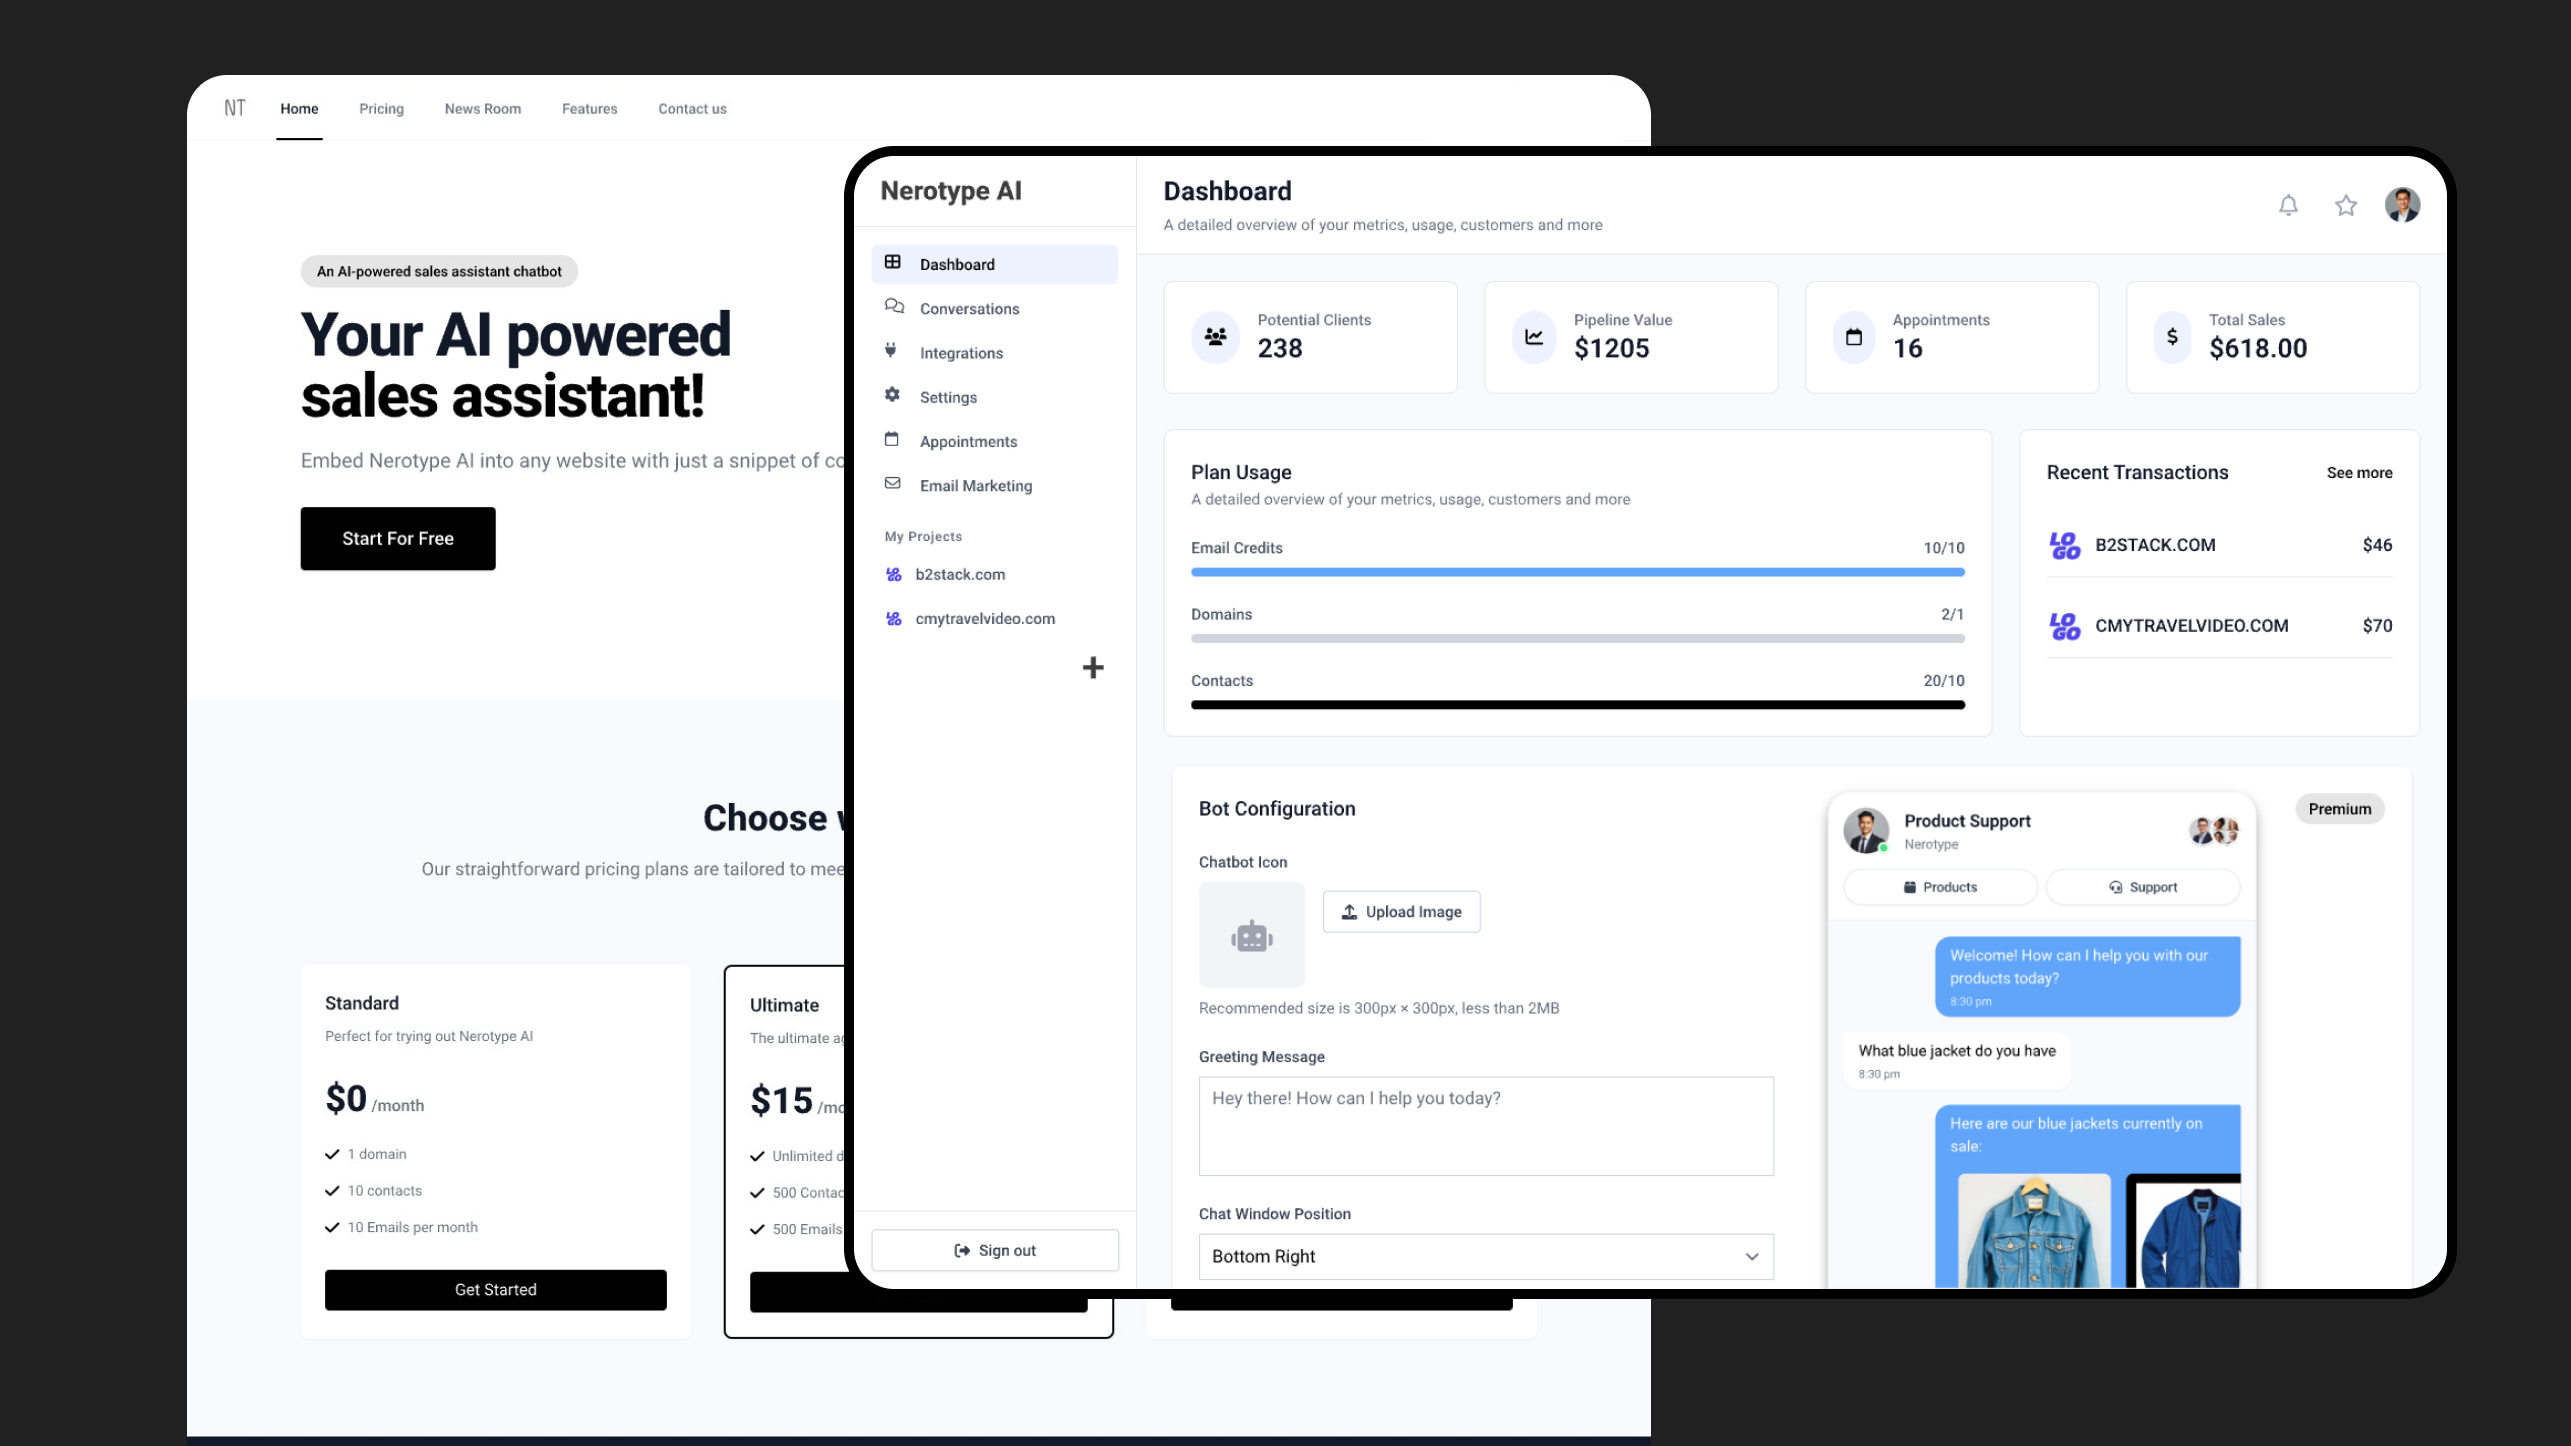 NT
Home
Pricing
News Room
Features
Contact us
An AI-powered sales assistant chatbot
Your AI powered
sales assistant!
Embed Nerotype AI into any website with just a snippet of
Start For Free
Choose
Our straightforward pricing plans are tailored to
Standard
Perfect for trying out Nerotype AI
$0 /month
1 domain
10 contacts
10 Emails per month
Get Started
Ultimate
The ultimate
$15
Unlimited
500
500 Emails
Nerotype AI
Dashboard
Conversations
Integrations
Settings
Appointments
Email Marketing
My Projects
LOGO b2stack.com
LOGO cmytravelvideo.com
+
Sign out
Dashboard
A detailed overview of your metrics, usage, customers and more
Potential Clients
238
Pipeline Value
$1205
Appointments
16
$
Total Sales
$618.00
Plan Usage
A detailed overview of your metrics, usage, customers and more
Email Credits 10/10
Domains 2/1
Contacts 20/10
Recent Transactions See more
LOGO B2STACK.COM $46
LOGO CMYTRAVELVIDEO.COM $70
Bot Configuration
Chatbot Icon
Upload Image
Recommended size is 300px × 300px, less than 2MB
Greeting Message
Hey there! How can I help you today?
Chat Window Position
Bottom Right
Premium
Product Support
Nerotype
Products
Support
Welcome! How can I help you with our
products today?
8:30 pm
What blue jacket do you have
8:30 pm
Here are our blue jackets currently on
sale: